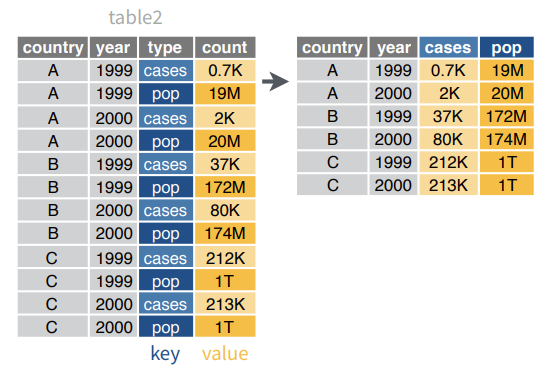 table2
country year type count
A 1999 cases 0.7K
A 1999 pop 19M
A 2000 cases 2K
A 2000 pop 20M
B 1999 cases 37K
B 1999 pop 172M
B 2000 cases 80K
B 2000 pop 174M
C 1999 cases 212K
C 1999 pop 1T
C 2000 cases 213K
C 2000 pop 1T
key value
country year cases pop
A 1999 0.7K 19M
A 2000 2K 20M
B 1999 37K 172M
B 2000 80K 174M
C 1999 212K 1T
C 2000 213K 1T